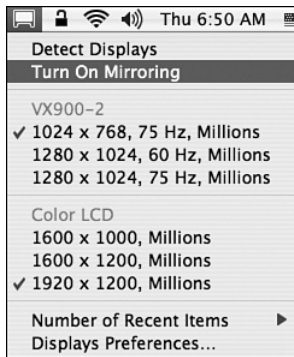 Thu 6:50 AM
Detect Displays
Turn On Mirroring
VX900-2
✓ 1024 x 768, 75 Hz, Millions
1280 x 1024, 60 Hz, Millions
1280 x 1024, 75 Hz, Millions
Color LCD
1600 x 1000, Millions
1600 x 1200, Millions
✓ 1920 x 1200, Millions
Number of Recent Items
Displays Preferences...